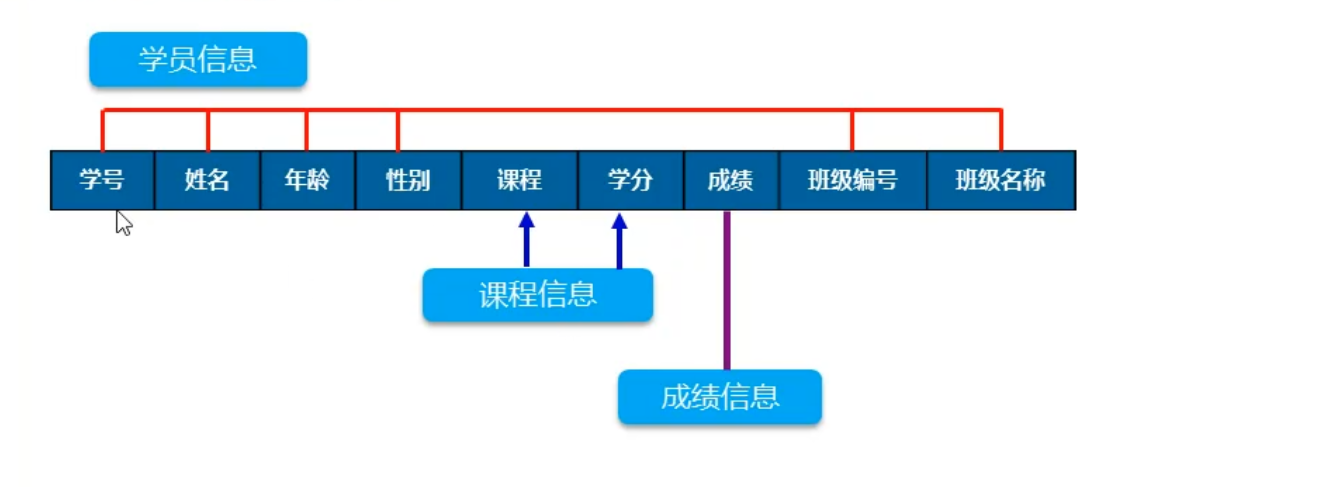 学员信息
学号 姓名 年龄 性别 课程 学分 成绩 班级编号 班级名称
课程信息
成绩信息